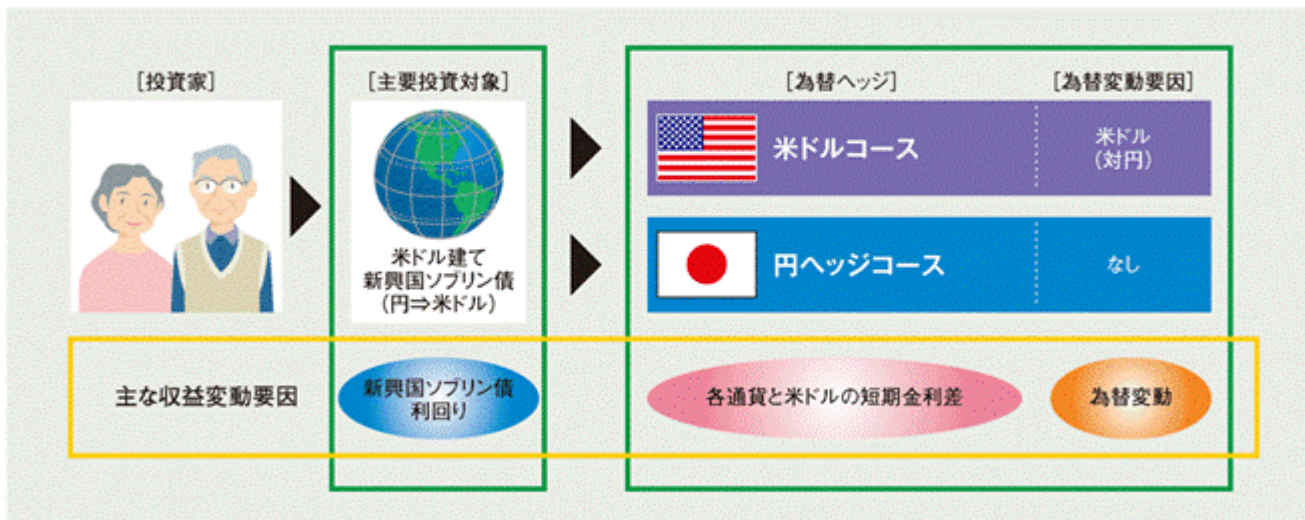 [投資家]
[主要投資対象]
[為替ヘッジ]
[為替変動要因]
米ドルコース
米ドル
(対円)
米ドル建て
新興国ソブリン債
(円⇒米ドル)
円ヘッジコース
なし
主な収益変動要因
新興国ソブリン債
利回り
各通貨と米ドルの短期金利差
為替変動